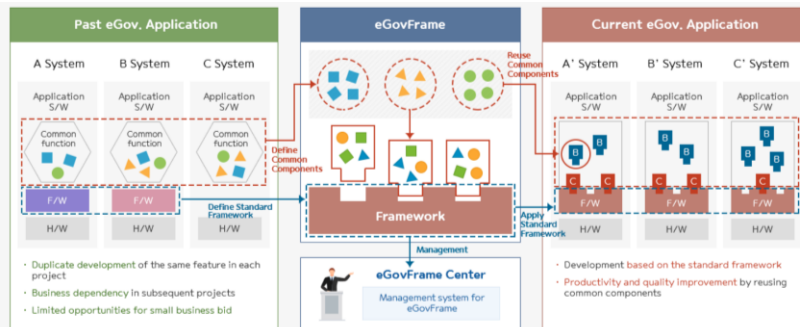 Past eGov. Application
A System
B System
C System
Application
S/W
Application
S/W
Application
S/W
Common
function
Common
function
Common
function
F/W
F/W
H/W
H/W
H/W
• Duplicate development of the same feature in each
project
• Business dependency in subsequent projects
• Limited opportunities for small business bid
Define
Common
Components
Define Standard
Framework
eGovFrame
Framework
Management
eGovFrame Center
Management system for
eGovFrame
Reuse
Common
Components
Apply
Standard
Framework
Current eGov. Application
A' System
B' System
C' System
Application
S/W
Application
S/W
Application
S/W
B
B
B
B
B
B
B
C
C
C
C
C
C
F/W
F/W
F/W
H/W
H/W
H/W
• Development based on the standard framework
• Productivity and quality improvement by reusing
common components